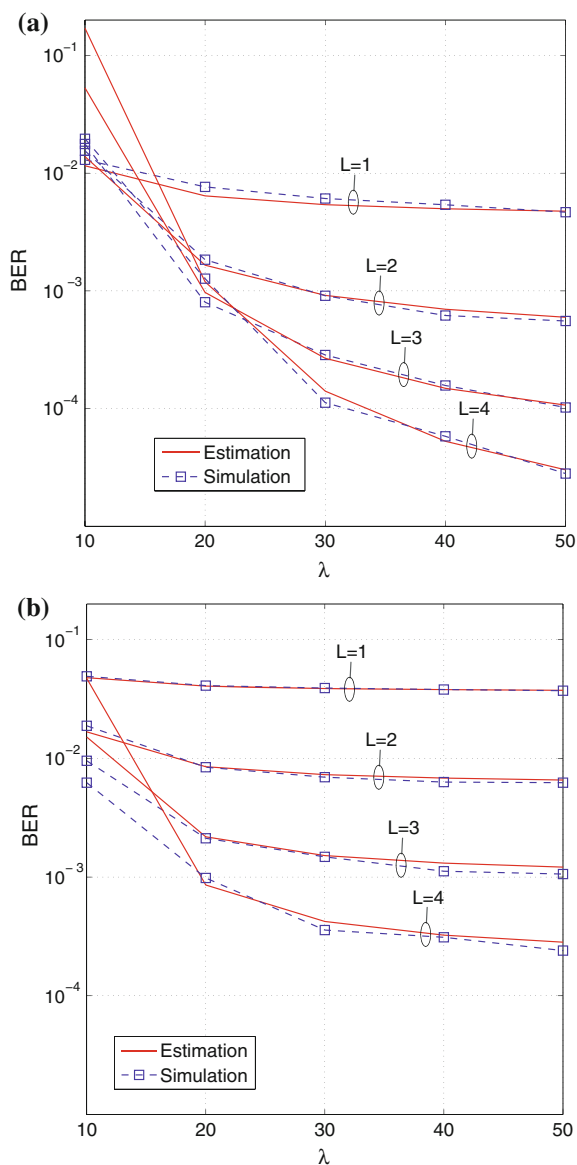 (a)
10^-1
10^-2
10^-3
10^-4
BER
L=1
L=2
L=3
L=4
Estimation
Simulation
10 20 30 40 50
λ
(b)
10^-1
10^-2
10^-3
10^-4
BER
L=1
L=2
L=3
L=4
Estimation
Simulation
10 20 30 40 50
λ